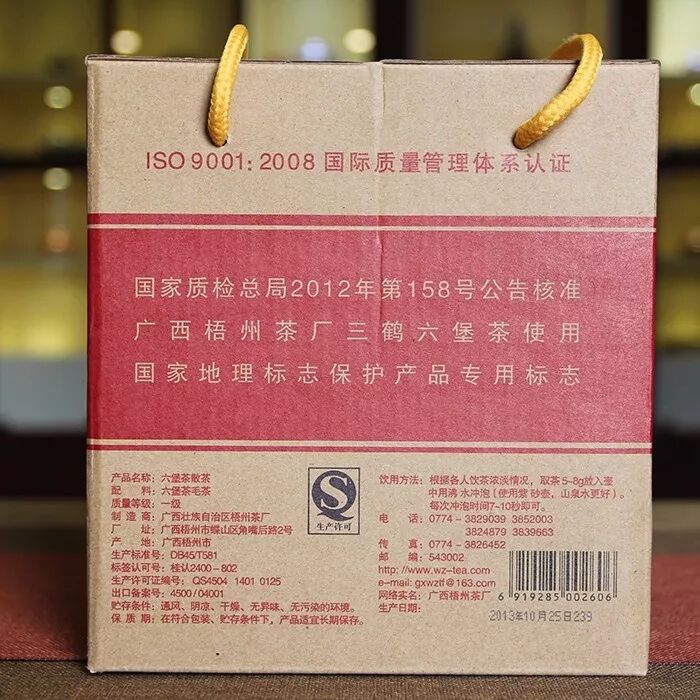 ISO 9001: 2008 国际质量管理体系认证
国家质检总局2012年第158号公告核准
广西梧州茶厂三鹤六堡茶使用
国家地理标志保护产品专用标志
产品名称: 六堡茶散茶
配 料: 六堡茶毛茶
质量等级: 一级
制 造 商: 广西壮族自治区梧州茶厂
厂 址: 广西梧州市蝶山区角嘴后路2号
产 地: 广西梧州市
生产标准号: DB45/T581
标签认可号: 桂认2400-802
生产许可证编号: QS4504 1401 0125
出口备案号: 4500/04001
贮存条件: 通风、阴凉、干燥、无异味、无污染的环境。
保 质 期: 在符合包装、贮存条件下,产品适宜长期保存。
QS
生产许可
饮用方法: 根据各人饮茶浓淡情况, 取茶 5-8g放入壶
中用沸 水冲泡(使用紫 砂壶, 山泉水更好)。
每次冲泡时间7-10秒即可。
电 话: 0774-3829039 3852003
3824879 3839663
传 真: 0774-3826452
邮 编: 543002
http://www.wz-tea.com
e-mail: gxwztf@163.com
网络实名: 广西梧州茶厂
生产日期:
6 919285 002606
2013年10月25日239